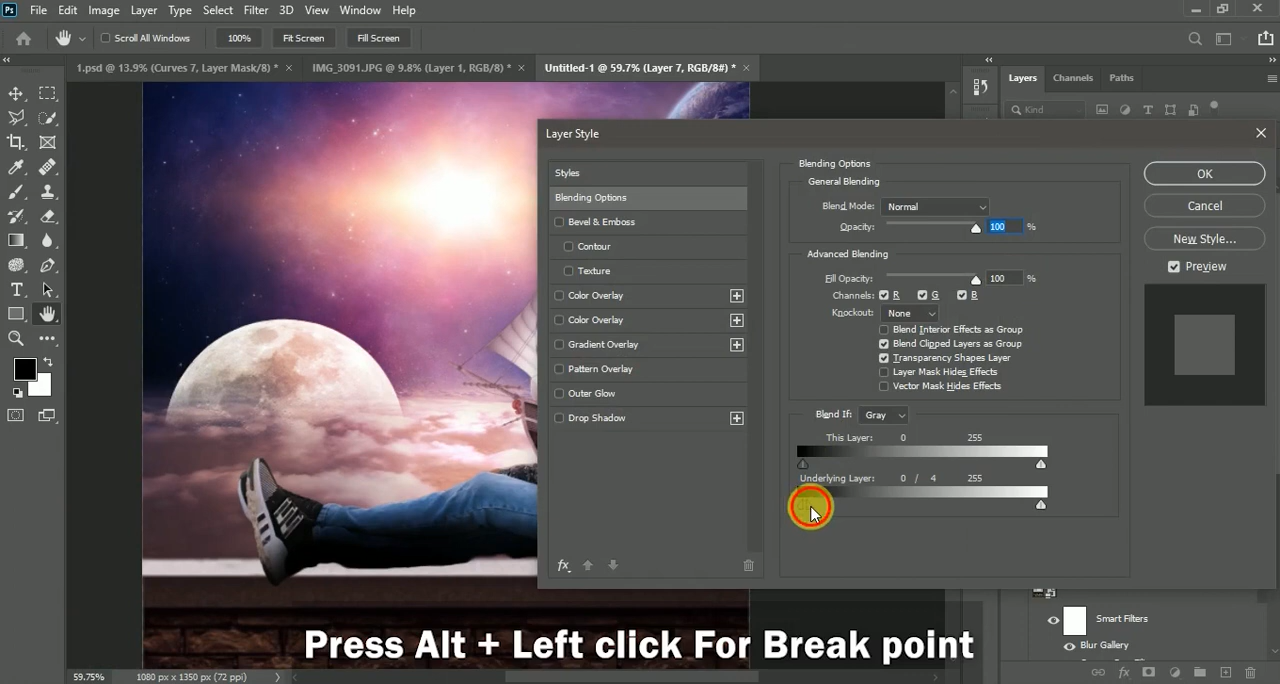 Ps File Edit Image Layer Type Select Filter 3D View Window Help
Scroll All Windows 100% Fit Screen Fill Screen
1.psd @ 13.9% (Curves 7, Layer Mask/8) * × IMG_3091.JPG @ 9.8% (Layer 1, RGB/8) * × Untitled-1 @ 59.7% (Layer 7, RGB/8#) * ×
Layers Channels Paths
Kind
Layer Style
Styles
Blending Options
Bevel & Emboss
Contour
Texture
Color Overlay
Color Overlay
Gradient Overlay
Pattern Overlay
Outer Glow
Drop Shadow
fx
Blending Options
General Blending
Blend Mode: Normal
Opacity: 100 %
Advanced Blending
Fill Opacity: 100 %
Channels: R G B
Knockout: None
Blend Interior Effects as Group
Blend Clipped Layers as Group
Transparency Shapes Layer
Layer Mask Hides Effects
Vector Mask Hides Effects
Blend If: Gray
This Layer: 0 255
Underlying Layer: 0 / 4 255
OK
Cancel
New Style...
Preview
Smart Filters
Blur Gallery
Press Alt + Left click For Break point
59.75% 1080 px x 1350 px (72 ppi)
fx